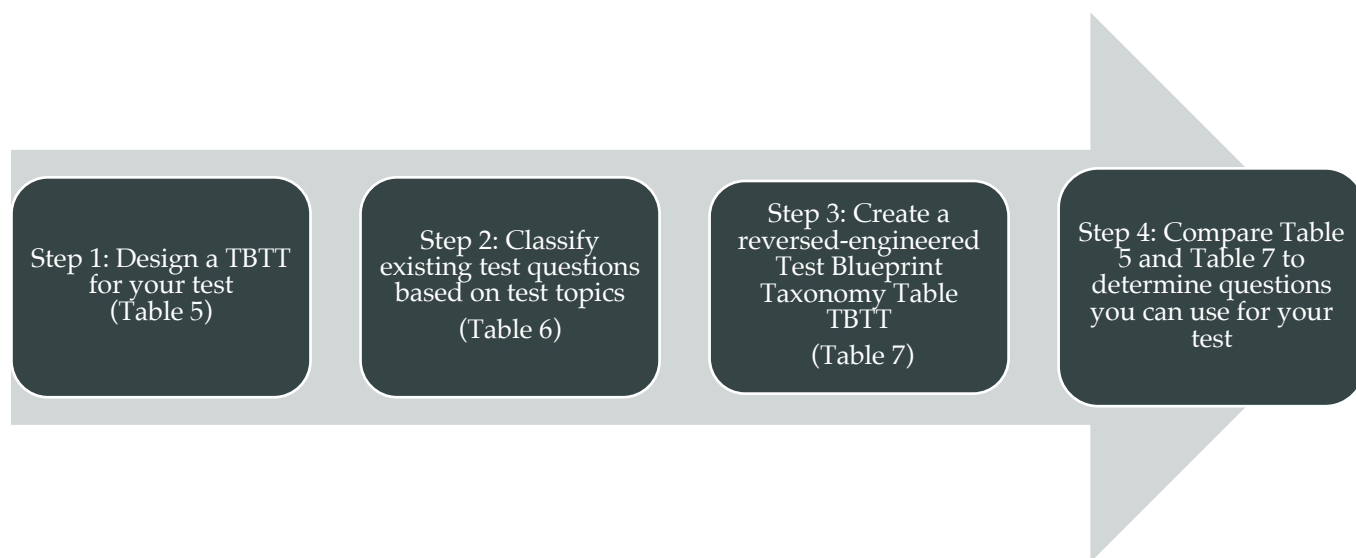 Step 1: Design a TBTT
for your test
(Table 5)
Step 2: Classify
existing test questions
based on test topics
(Table 6)
Step 3: Create a
reversed-engineered
Test Blueprint
Taxonomy Table
TBTT
(Table 7)
Step 4: Compare Table
5 and Table 7 to
determine questions
you can use for your
test